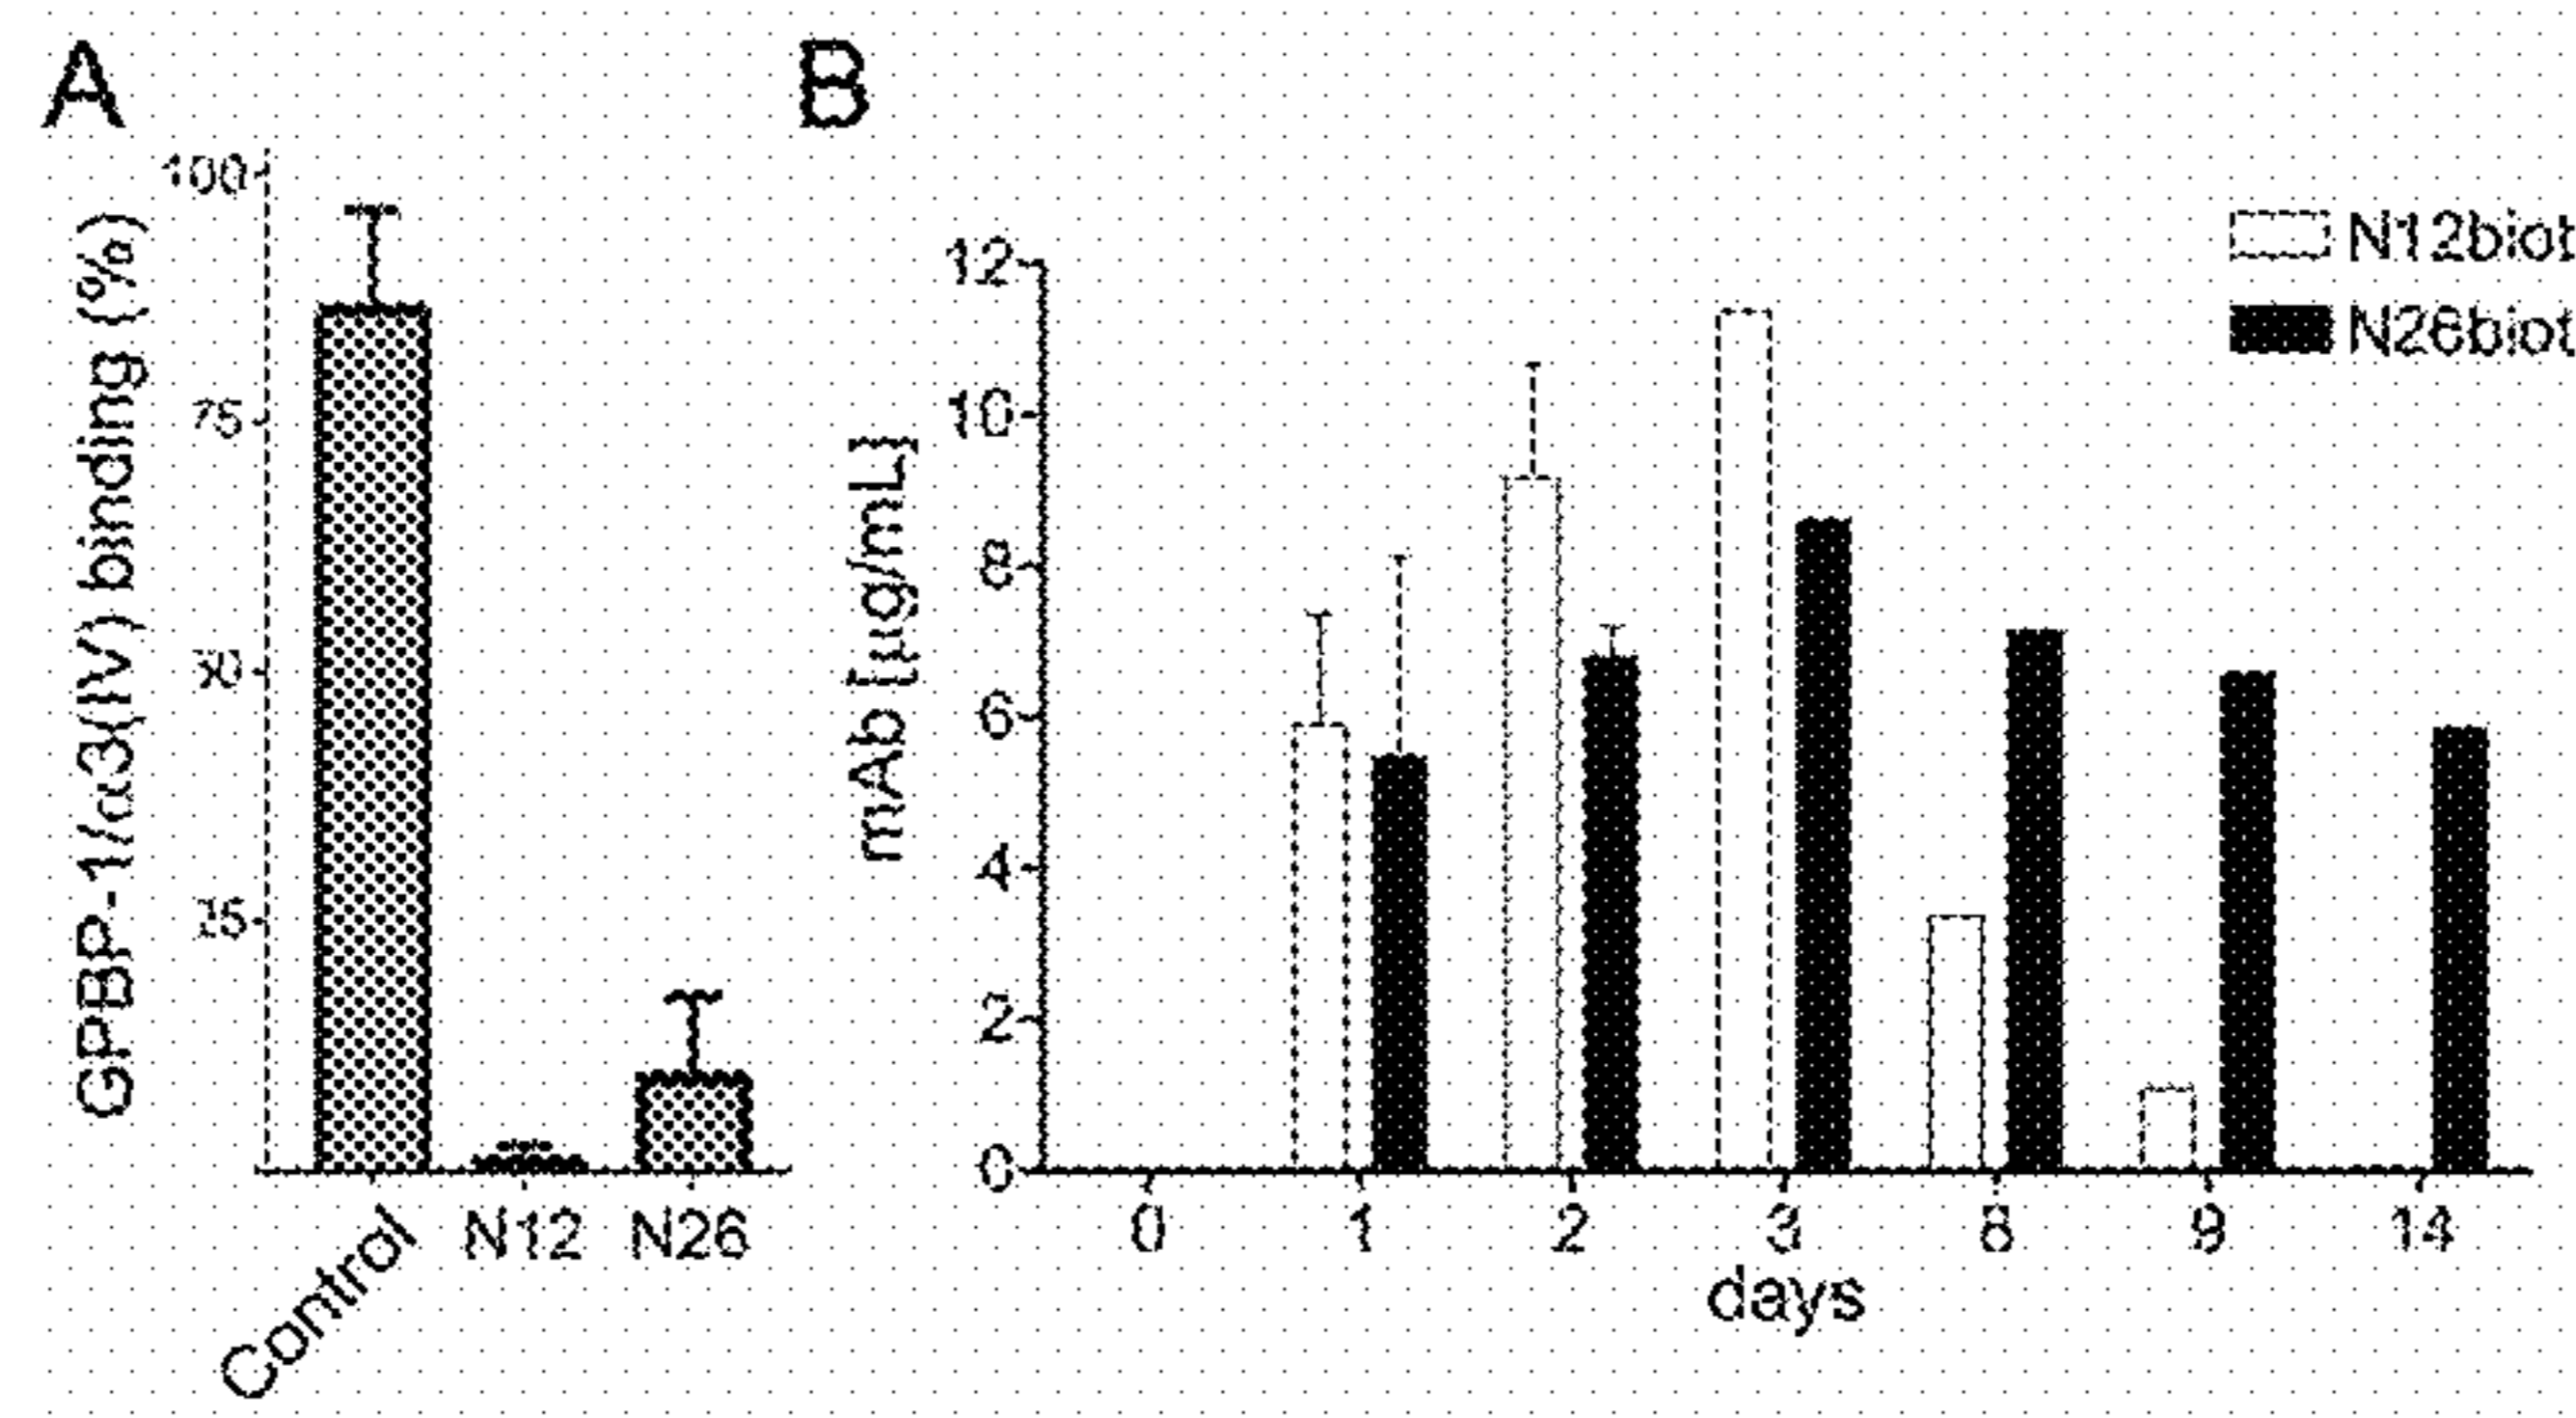 A
B
GPBP-1/α3(IV) binding (%)
100
75
50
25
Control
N12
N26
mAb [µg/mL]
12
10
8
6
4
2
0
N12biot
N26biot
0 1 2 3 8 9 14
days